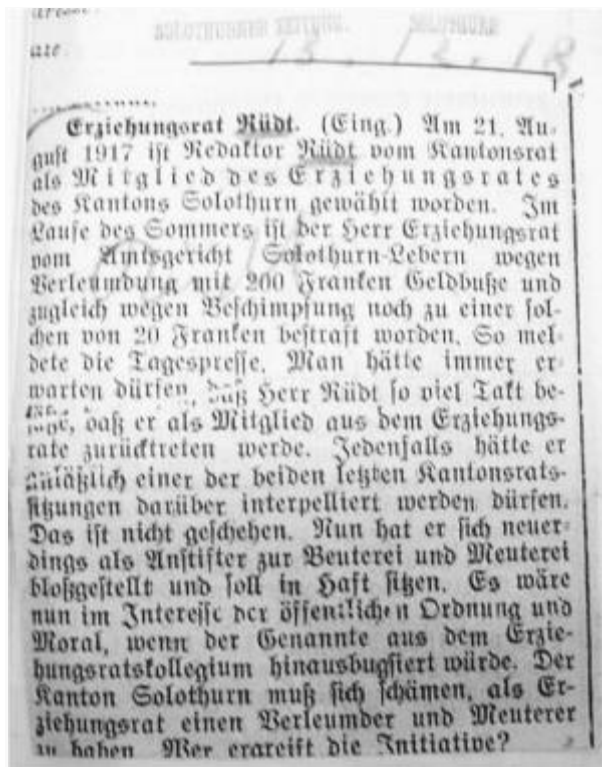 ate.
13. 12. 18
Erziehungsrat Rüdt. (Eing.) Am 21. Au-
gust 1917 ist Redaktor Rüdt vom Kantonsrat
als Mitglied des Erziehungsrates
des Kantons Solothurn gewählt worden. Im
Laufe des Sommers ist der Herr Erziehungsrat
vom Amtsgericht Solothurn-Lebern wegen
Verleumdung mit 200 Franken Geldbuße und
zugleich wegen Beschimpfung noch zu einer sol-
chen von 20 Franken bestraft worden. So mel-
dete die Tagespresse. Man hätte immer er-
warten dürfen, daß Herr Rüdt so viel Takt be-
säße, daß er als Mitglied aus dem Erziehungs-
rate zurücktreten werde. Jedenfalls hätte er
anläßlich einer der beiden letzten Kantonsrats-
sitzungen darüber interpelliert werden dürfen.
Das ist nicht geschehen. Nun hat er sich neuer-
dings als Anstifter zur Beuterei und Meuterei
bloßgestellt und soll in Haft sitzen. Es wäre
nun im Interesse der öffentlichen Ordnung und
Moral, wenn der Genannte aus dem Erzie-
hungsratskollegium hinausbugsiert würde. Der
Kanton Solothurn muß sich schämen, als Er-
ziehungsrat einen Verleumder und Meuterer
zu haben. Wer ergreift die Initiative?